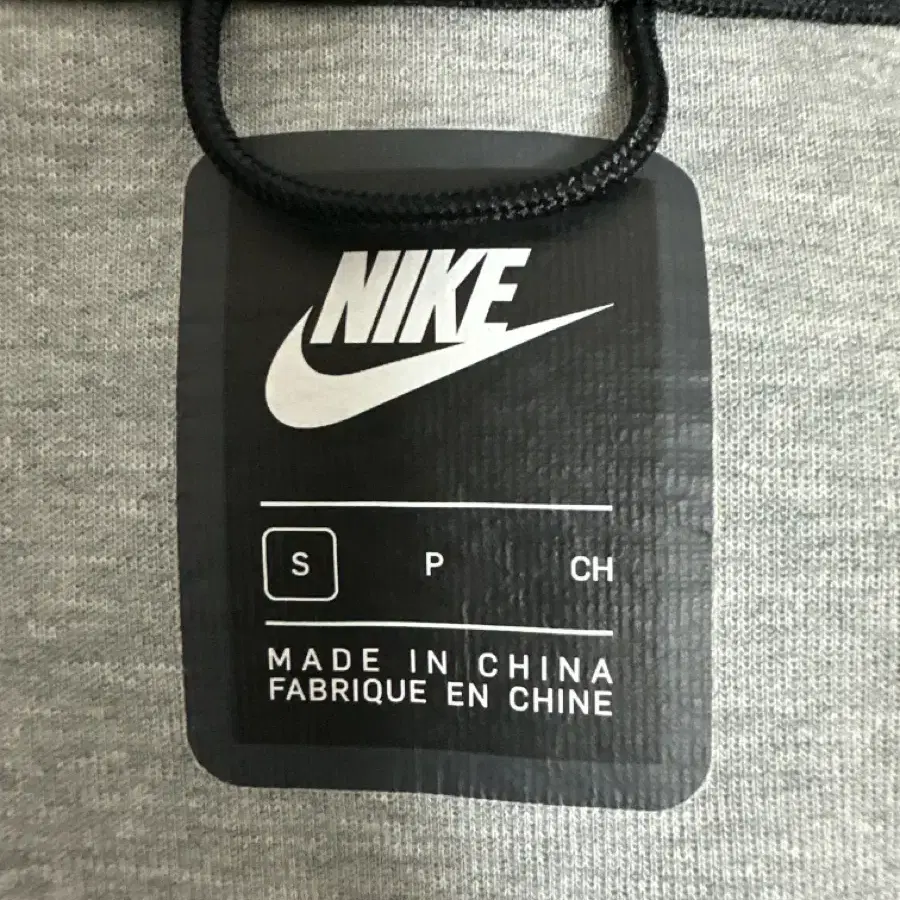 NIKE
S P CH
MADE IN CHINA
FABRIQUE EN CHINE